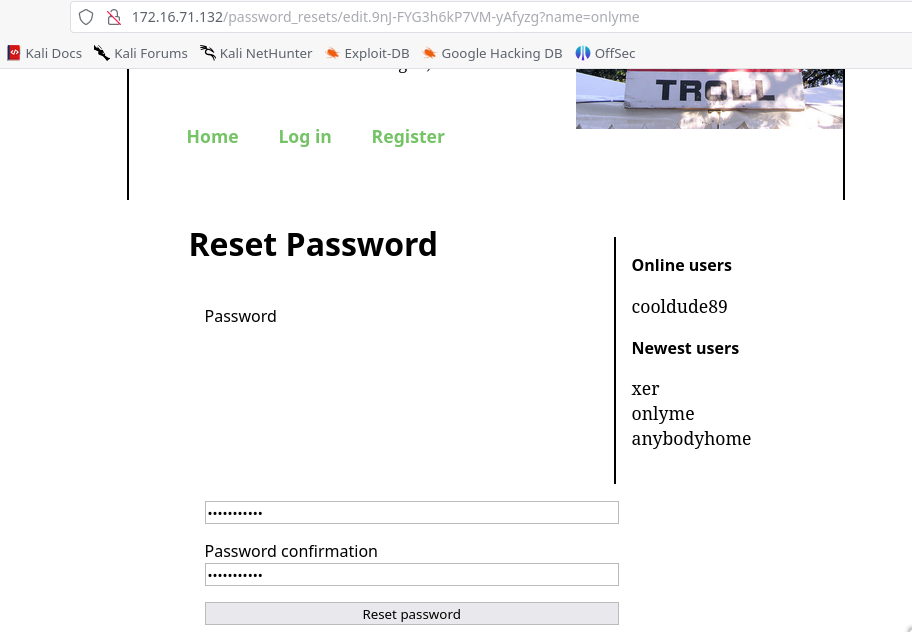 172.16.71.132/password_resets/edit.9nJ-FYG3h6kP7VM-yAfyzg?name=onlyme
Kali Docs Kali Forums Kali NetHunter Exploit-DB Google Hacking DB OffSec
TROLL
Home Log in Register
Reset Password
Online users
cooldude89
Newest users
xer
onlyme
anybodyhome
Password
•••••••••••
Password confirmation
•••••••••••
Reset password